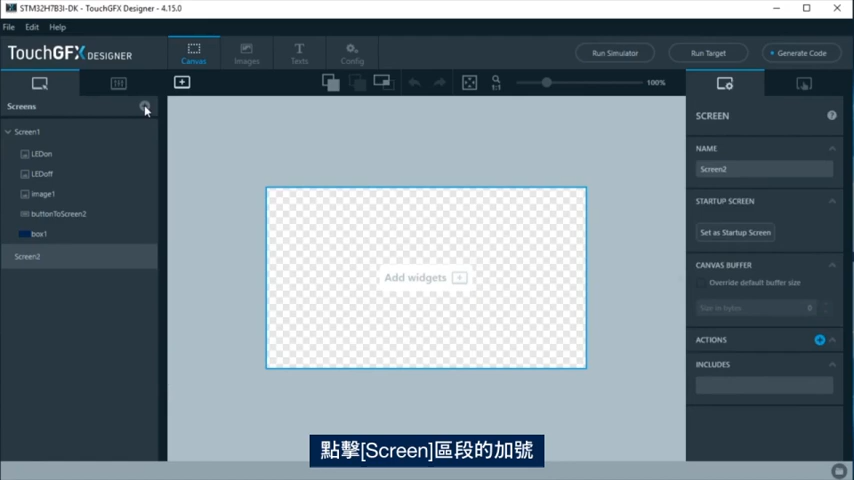 STM32H7B3I-DK - TouchGFX Designer - 4.15.0
File Edit Help
TouchGFX DESIGNER
Canvas
Images
Texts
Config
Run Simulator
Run Target
Generate Code
1:1
100%
Screens
Screen1
LEDon
LEDoff
image1
buttonToScreen2
box1
Screen2
Add widgets
SCREEN
NAME
Screen2
STARTUP SCREEN
Set as Startup Screen
CANVAS BUFFER
Override default buffer size
Size in bytes 0
ACTIONS
INCLUDES
點擊[Screen]區段的加號